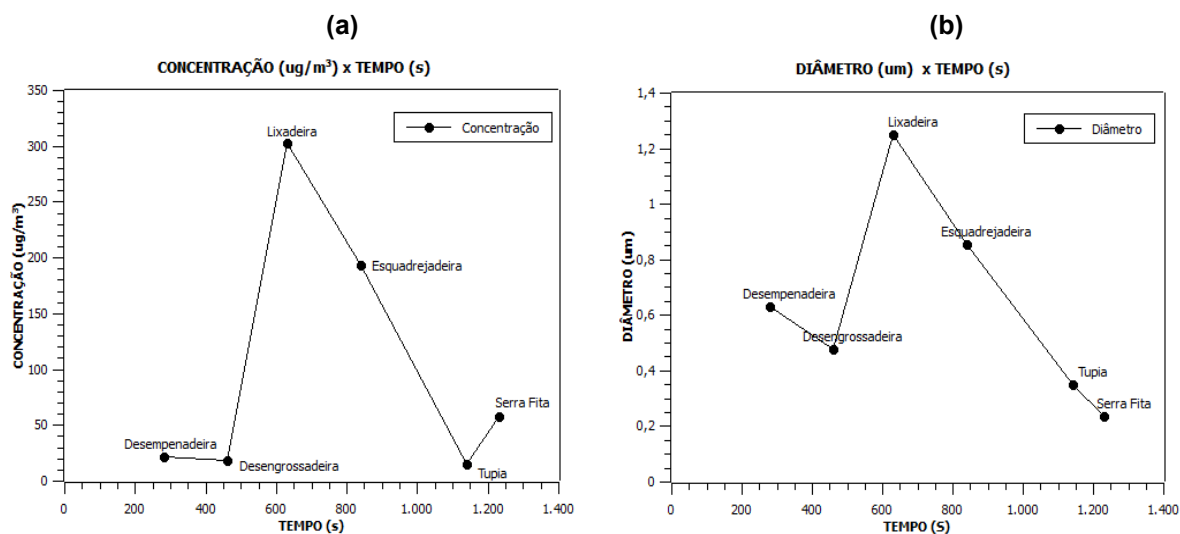 (a)
CONCENTRAÇÃO (ug/m³) x TEMPO (s)
350
300
250
200
150
100
50
0
CONCENTRAÇÃO (ug/m³)
Concentração
Lixadeira
Esquadrejadeira
Desempenadeira
Desengrossadeira
Serra Fita
Tupia
0 200 400 600 800 1.000 1.200 1.400
TEMPO (s)
(b)
DIÂMETRO (um) x TEMPO (s)
1,4
1,2
1
0,8
0,6
0,4
0,2
0
DIÂMETRO (um)
Diâmetro
Lixadeira
Esquadrejadeira
Desempenadeira
Desengrossadeira
Tupia
Serra Fita
0 200 400 600 800 1.000 1.200 1.400
TEMPO (S)